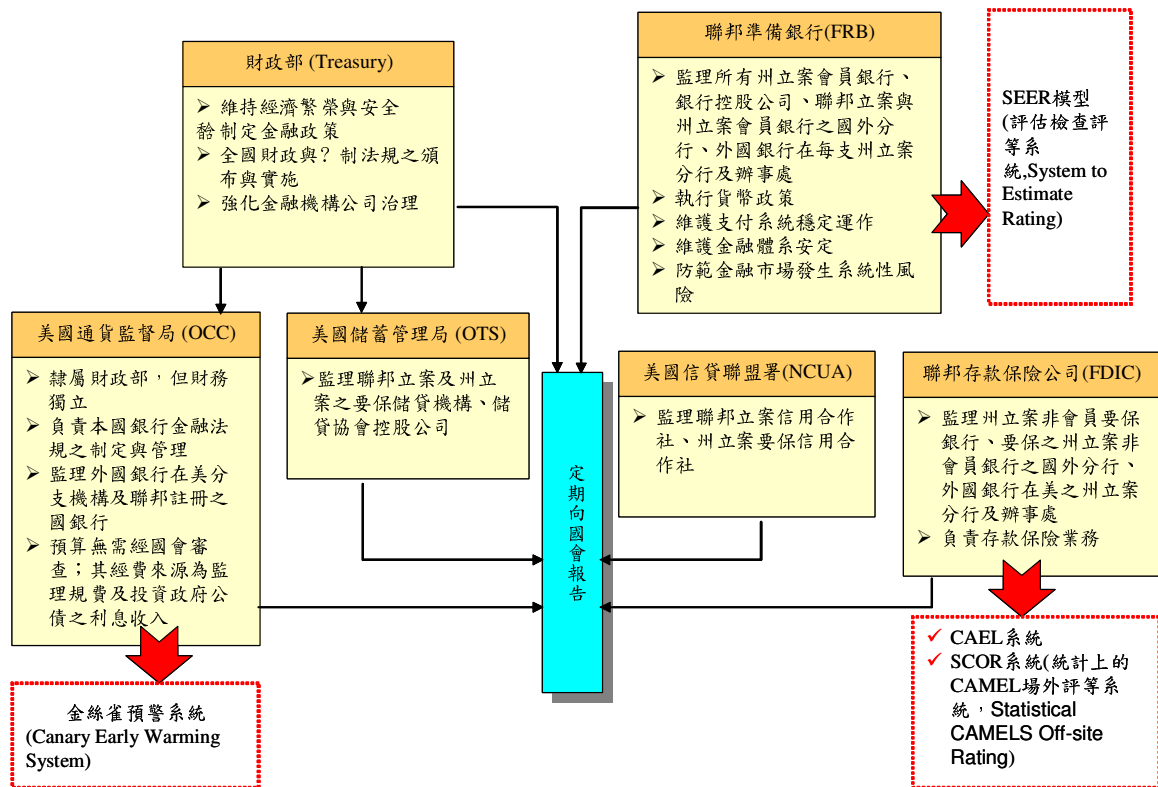 財政部 (Treasury)
➢ 維持經濟繁榮與安全
酳制定金融政策
➢ 全國財政與? 制法規之頒
布與實施
➢ 強化金融機構公司治理
聯邦準備銀行(FRB)
➢ 監理所有州立案會員銀行、
銀行控股公司、聯邦立案與
州立案會員銀行之國外分
行、外國銀行在每支州立案
分行及辦事處
➢ 執行貨幣政策
➢ 維護支付系統穩定運作
➢ 維護金融體系安定
➢ 防範金融市場發生系統性風
險
SEER模型
(評估檢查評
等系
統,System to
Estimate
Rating)
美國通貨監督局 (OCC)
➢ 隸屬財政部，但財務
獨立
➢ 負責本國銀行金融法
規之制定與管理
➢ 監理外國銀行在美分
支機構及聯邦註冊之
國銀行
➢ 預算無需經國會審
查；其經費來源為監
理規費及投資政府公
債之利息收入
美國儲蓄管理局 (OTS)
➢ 監理聯邦立案及州立
案之要保儲貸機構、儲
貸協會控股公司
定期向國會報告
美國信貸聯盟署(NCUA)
➢ 監理聯邦立案信用合作
社、州立案要保信用合
作社
聯邦存款保險公司(FDIC)
➢ 監理州立案非會員要保
銀行、要保之州立案非
會員銀行之國外分行、
外國銀行在美之州立案
分行及辦事處
➢ 負責存款保險業務
金絲雀預警系統
(Canary Early Warming
System)
✓ CAEL系統
✓ SCOR系統(統計上的
CAMEL場外評等系
統，Statistical
CAMELS Off-site
Rating)